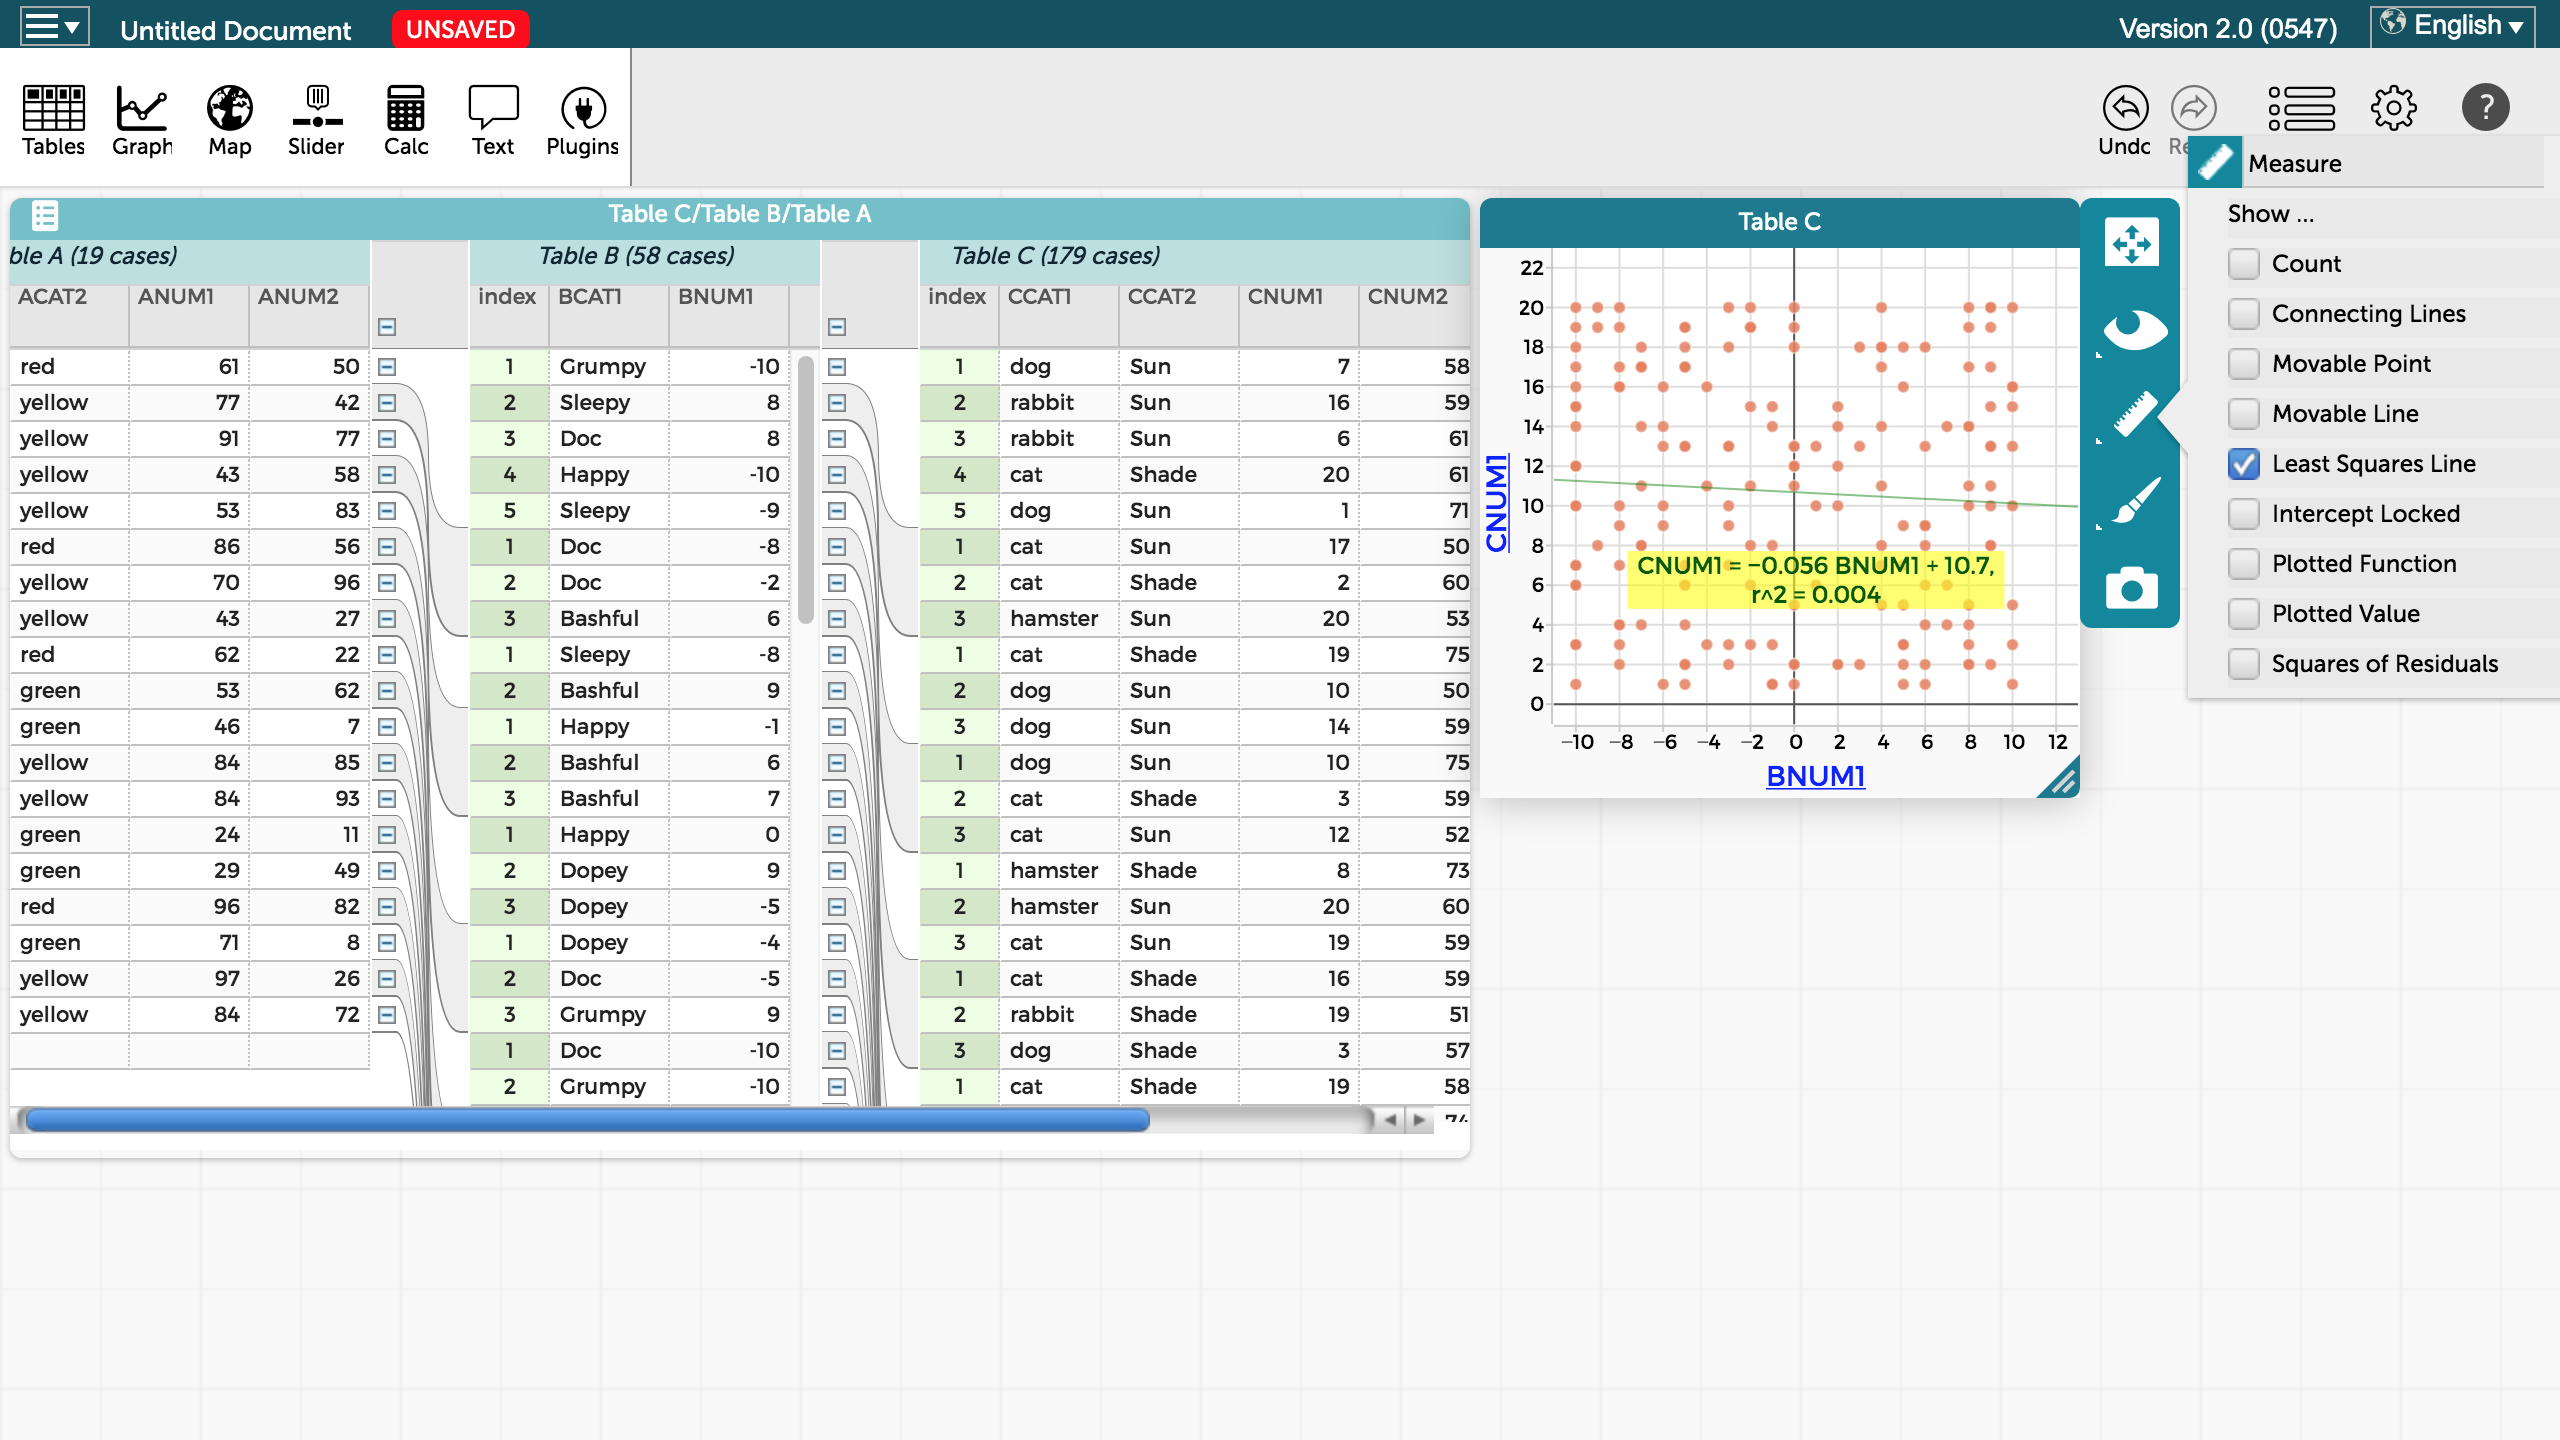 Untitled Document UNSAVED Version 2.0 (0547) English
Tables Graph Map Slider Calc Text Plugins Undo
Measure
Show ...
Count
Connecting Lines
Movable Point
Movable Line
Least Squares Line
Intercept Locked
Plotted Function
Plotted Value
Squares of Residuals
Table C/Table B/Table A
ble A (19 cases) Table B (58 cases) Table C (179 cases)
ACAT2 ANUM1 ANUM2 index BCAT1 BNUM1 index CCAT1 CCAT2 CNUM1 CNUM2
red 61 50 1 Grumpy -10 1 dog Sun 7 58
yellow 77 42 2 Sleepy 8 2 rabbit Sun 16 59
yellow 91 77 3 Doc 8 3 rabbit Sun 6 61
yellow 43 58 4 Happy -10 4 cat Shade 20 61
yellow 53 83 5 Sleepy -9 5 dog Sun 1 71
red 86 56 1 Doc -8 1 cat Sun 17 50
yellow 70 96 2 Doc -2 2 cat Shade 2 60
yellow 43 27 3 Bashful 6 3 hamster Sun 20 53
red 62 22 1 Sleepy -8 1 cat Shade 19 75
green 53 62 2 Bashful 9 2 dog Sun 10 50
green 46 7 1 Happy -1 3 dog Sun 14 59
yellow 84 85 2 Bashful 6 1 dog Sun 10 75
yellow 84 93 3 Bashful 7 2 cat Shade 3 59
green 24 11 1 Happy 0 3 cat Sun 12 52
green 29 49 2 Dopey 9 1 hamster Shade 8 73
red 96 82 3 Dopey -5 2 hamster Sun 20 60
green 71 8 1 Dopey -4 3 cat Sun 19 59
yellow 97 26 2 Doc -5 1 cat Shade 16 59
yellow 84 72 3 Grumpy 9 2 rabbit Shade 19 51
1 Doc -10 3 dog Shade 3 57
2 Grumpy -10 1 cat Shade 19 58
74
Table C
22
20
18
16
14
12
10
8
6
4
2
0
CNUM1
CNUM1 = −0.056 BNUM1 + 10.7,
r^2 = 0.004
−10 −8 −6 −4 −2 0 2 4 6 8 10 12
BNUM1